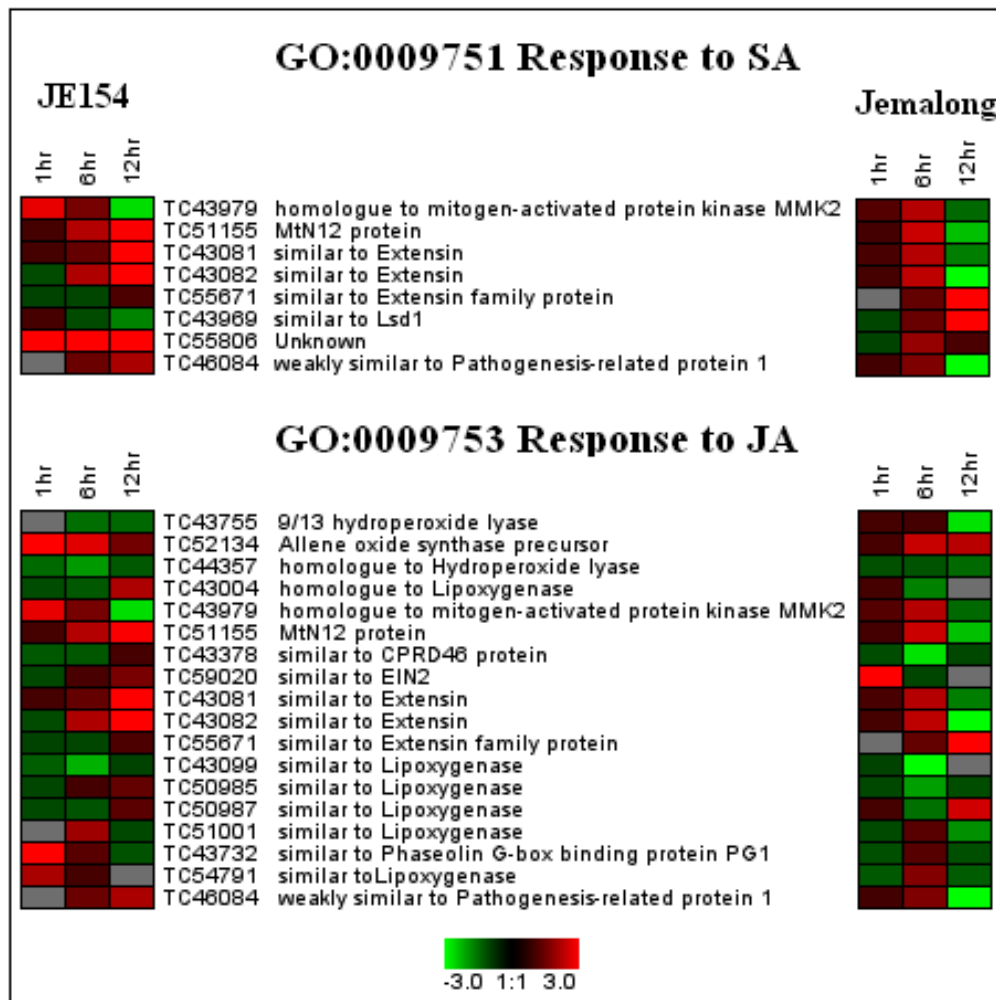 GO:0009751 Response to SA
JE154
Jemalong
1hr 6hr 12hr
1hr 6hr 12hr
TC43979 homologue to mitogen-activated protein kinase MMK2
TC51155 MtN12 protein
TC43081 similar to Extensin
TC43082 similar to Extensin
TC55671 similar to Extensin family protein
TC43969 similar to Lsd1
TC55806 Unknown
TC46084 weakly similar to Pathogenesis-related protein 1
GO:0009753 Response to JA
1hr 6hr 12hr
1hr 6hr 12hr
TC43755 9/13 hydroperoxide lyase
TC52134 Allene oxide synthase precursor
TC44357 homologue to Hydroperoxide lyase
TC43004 homologue to Lipoxygenase
TC43979 homologue to mitogen-activated protein kinase MMK2
TC51155 MtN12 protein
TC43378 similar to CPRD46 protein
TC59020 similar to EIN2
TC43081 similar to Extensin
TC43082 similar to Extensin
TC55671 similar to Extensin family protein
TC43099 similar to Lipoxygenase
TC50985 similar to Lipoxygenase
TC50987 similar to Lipoxygenase
TC51001 similar to Lipoxygenase
TC43732 similar to Phaseolin G-box binding protein PG1
TC54791 similar toLipoxygenase
TC46084 weakly similar to Pathogenesis-related protein 1
-3.0 1:1 3.0